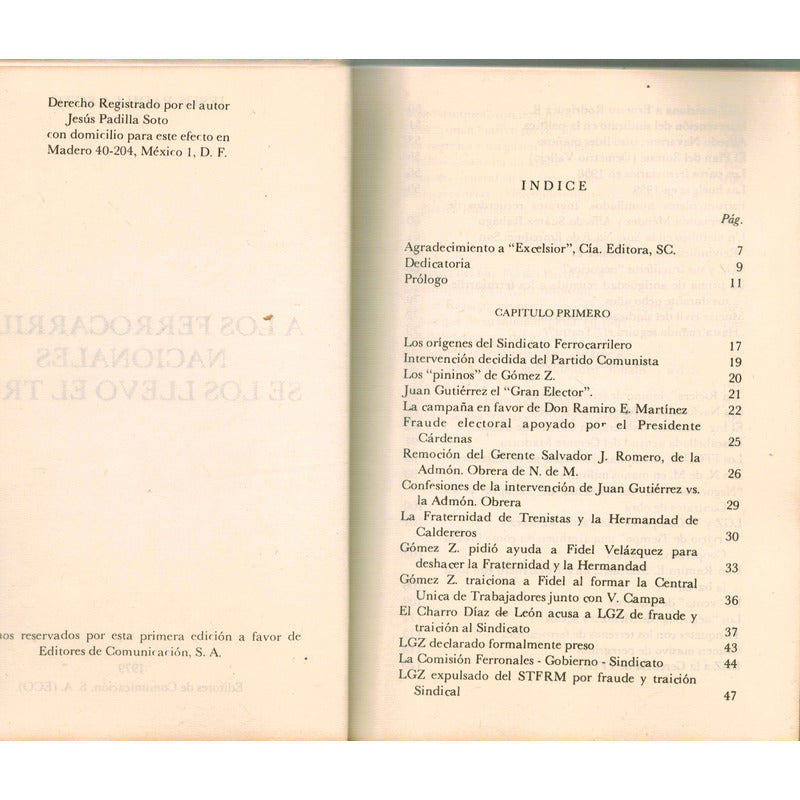 Derecho Registrado por el autor
Jesús Padilla Soto
con domicilio para este efecto en
Madero 40-204, México 1, D. F.
A LOS FERROCARRIL
NACIONALES
SE LOS LLEVO EL TR
os reservados por esta primera edición a favor de
Editores de Comunicación, S. A.
1979
Editores de Comunicación, S. A. (ECO)
INDICE
Pág.
Agradecimiento a "Excelsior", Cía. Editora, SC. 7
Dedicatoria 9
Prólogo 11
CAPITULO PRIMERO
Los orígenes del Sindicato Ferrocarrilero 17
Intervención decidida del Partido Comunista 19
Los "pininos" de Gómez Z. 20
Juan Gutiérrez el "Gran Elector". 21
La campaña en favor de Don Ramiro E. Martínez 22
Fraude electoral apoyado por el Presidente
Cárdenas 25
Remoción del Gerente Salvador J. Romero, de la
Admón. Obrera de N. de M. 26
Confesiones de la intervención de Juan Gutiérrez vs.
la Admón. Obrera 29
La Fraternidad de Trenistas y la Hermandad de
Caldereros 30
Gómez Z. pidió ayuda a Fidel Velázquez para
deshacer la Fraternidad y la Hermandad 33
Gómez Z. traiciona a Fidel al formar la Central
Unica de Trabajadores junto con V. Campa 36
El Charro Díaz de León acusa a LGZ de fraude y
traición al Sindicato 37
LGZ declarado formalmente preso 43
La Comisión Ferronales - Gobierno - Sindicato 44
LGZ expulsado del STFRM por fraude y traición
Sindical 47